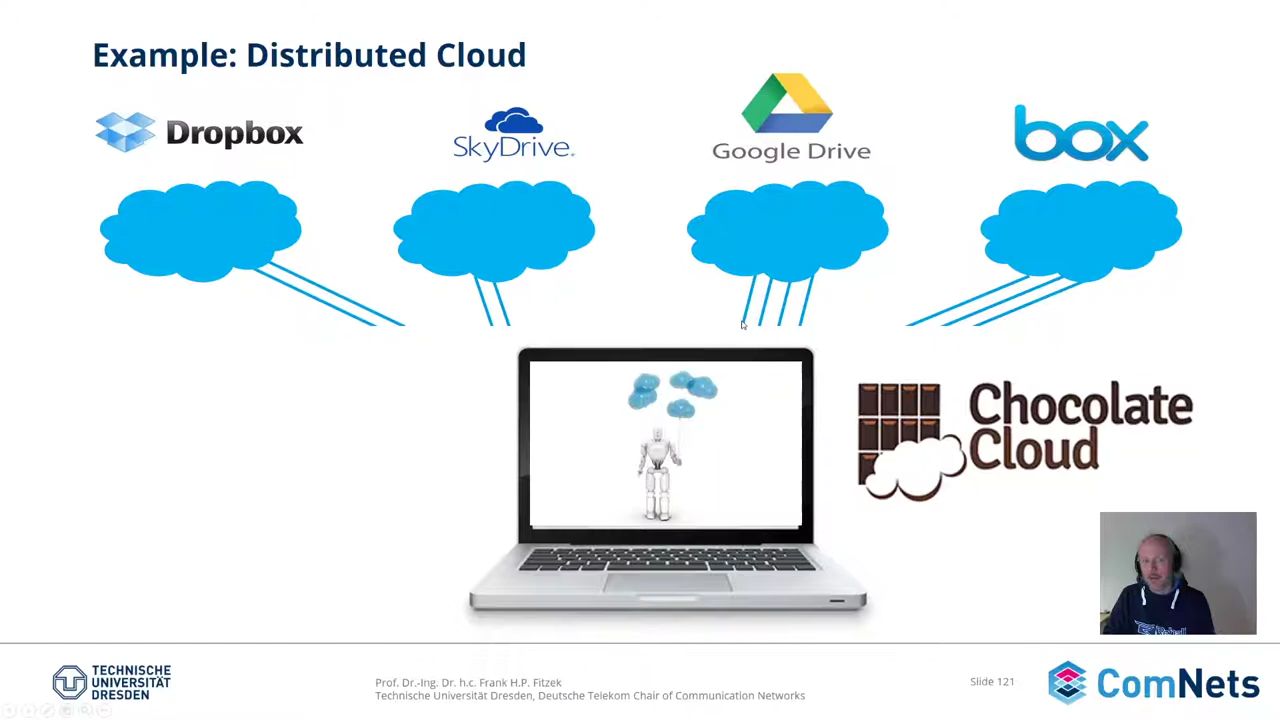 Example: Distributed Cloud
Dropbox
SkyDrive
Google Drive
box
Chocolate
Cloud
TECHNISCHE
UNIVERSITÄT
DRESDEN
Prof. Dr.-Ing. Dr. h.c. Frank H.P. Fitzek
Technische Universität Dresden, Deutsche Telekom Chair of Communication Networks
Slide 121
ComNets